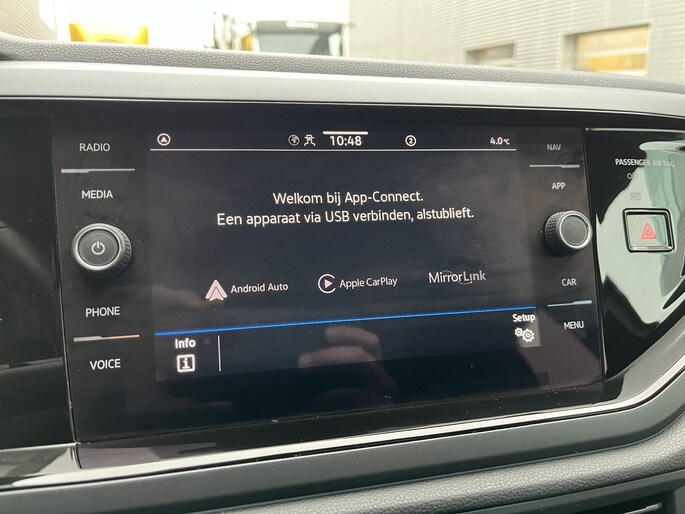 RADIO
MEDIA
PHONE
VOICE
10:48
2
4.0°C
Welkom bij App-Connect.
Een apparaat via USB verbinden, alstublieft.
Android Auto
Apple CarPlay
MirrorLink
Info
Setup
NAV
APP
CAR
MENU
PASSENGER AIR BAG